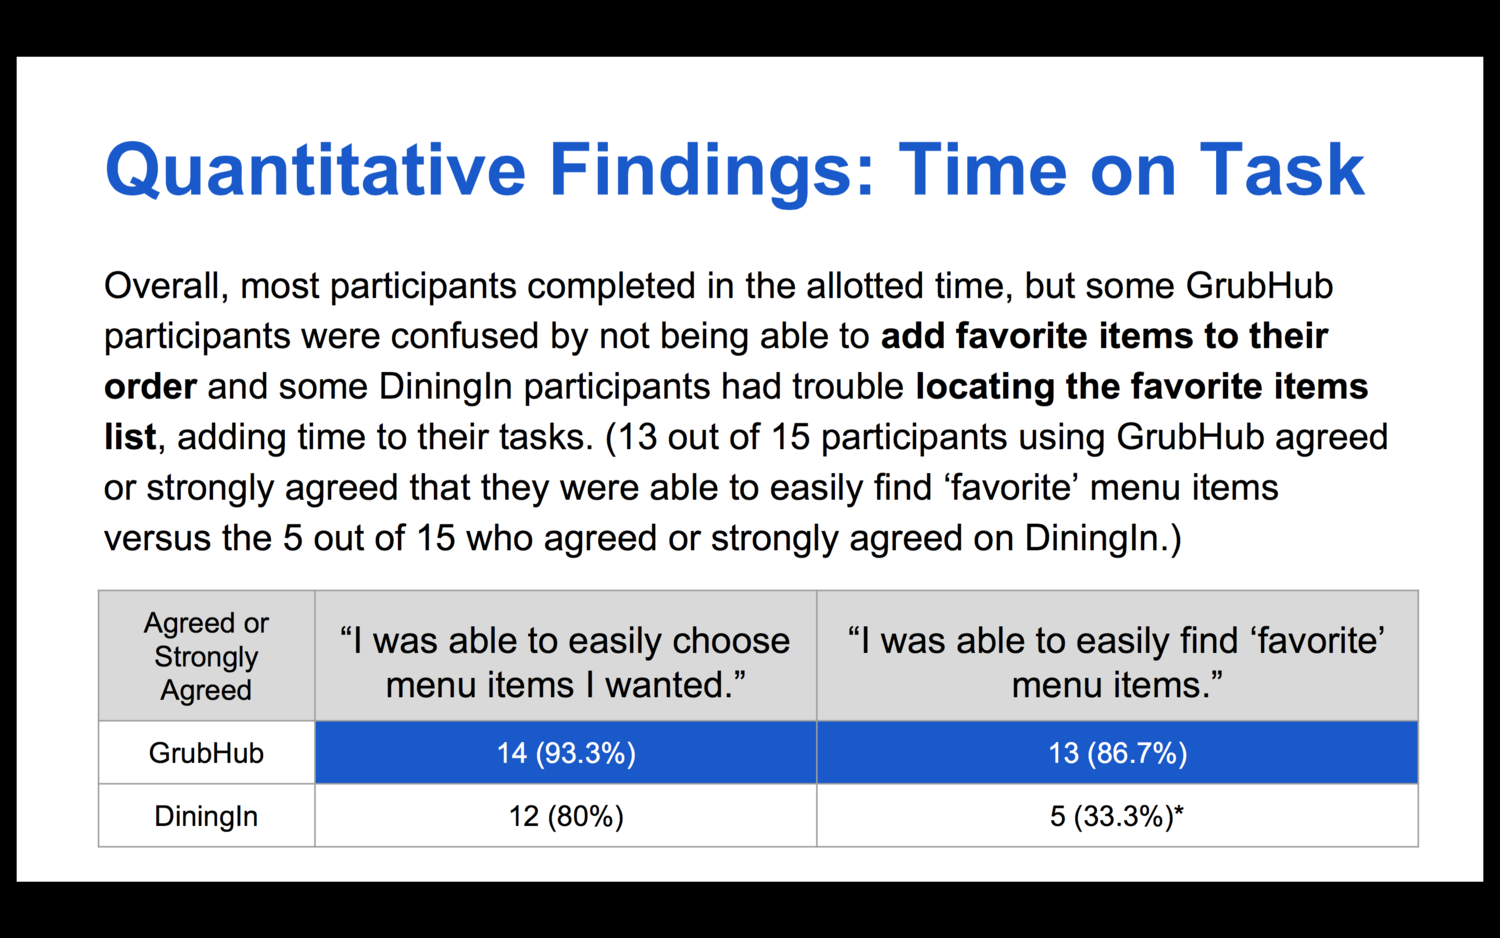 Quantitative Findings: Time on Task
Overall, most participants completed in the allotted time, but some GrubHub
participants were confused by not being able to add favorite items to their
order and some DiningIn participants had trouble locating the favorite items
list, adding time to their tasks. (13 out of 15 participants using GrubHub agreed
or strongly agreed that they were able to easily find ‘favorite’ menu items
versus the 5 out of 15 who agreed or strongly agreed on DiningIn.)
Agreed or
Strongly
Agreed
“I was able to easily choose
menu items I wanted.”
“I was able to easily find ‘favorite’
menu items.”
GrubHub
14 (93.3%)
13 (86.7%)
DiningIn
12 (80%)
5 (33.3%)*